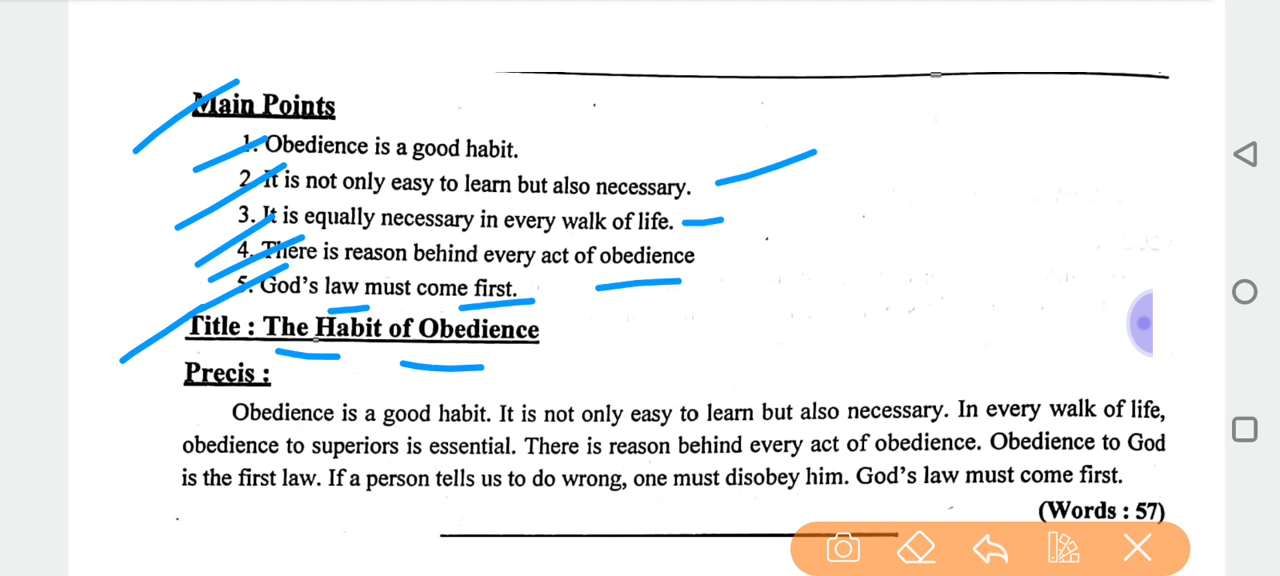 Main Points
1. Obedience is a good habit.
2. It is not only easy to learn but also necessary.
3. It is equally necessary in every walk of life.
4. There is reason behind every act of obedience
5. God's law must come first.
Title : The Habit of Obedience
Precis :
Obedience is a good habit. It is not only easy to learn but also necessary. In every walk of life,
obedience to superiors is essential. There is reason behind every act of obedience. Obedience to God
is the first law. If a person tells us to do wrong, one must disobey him. God's law must come first.
(Words : 57)